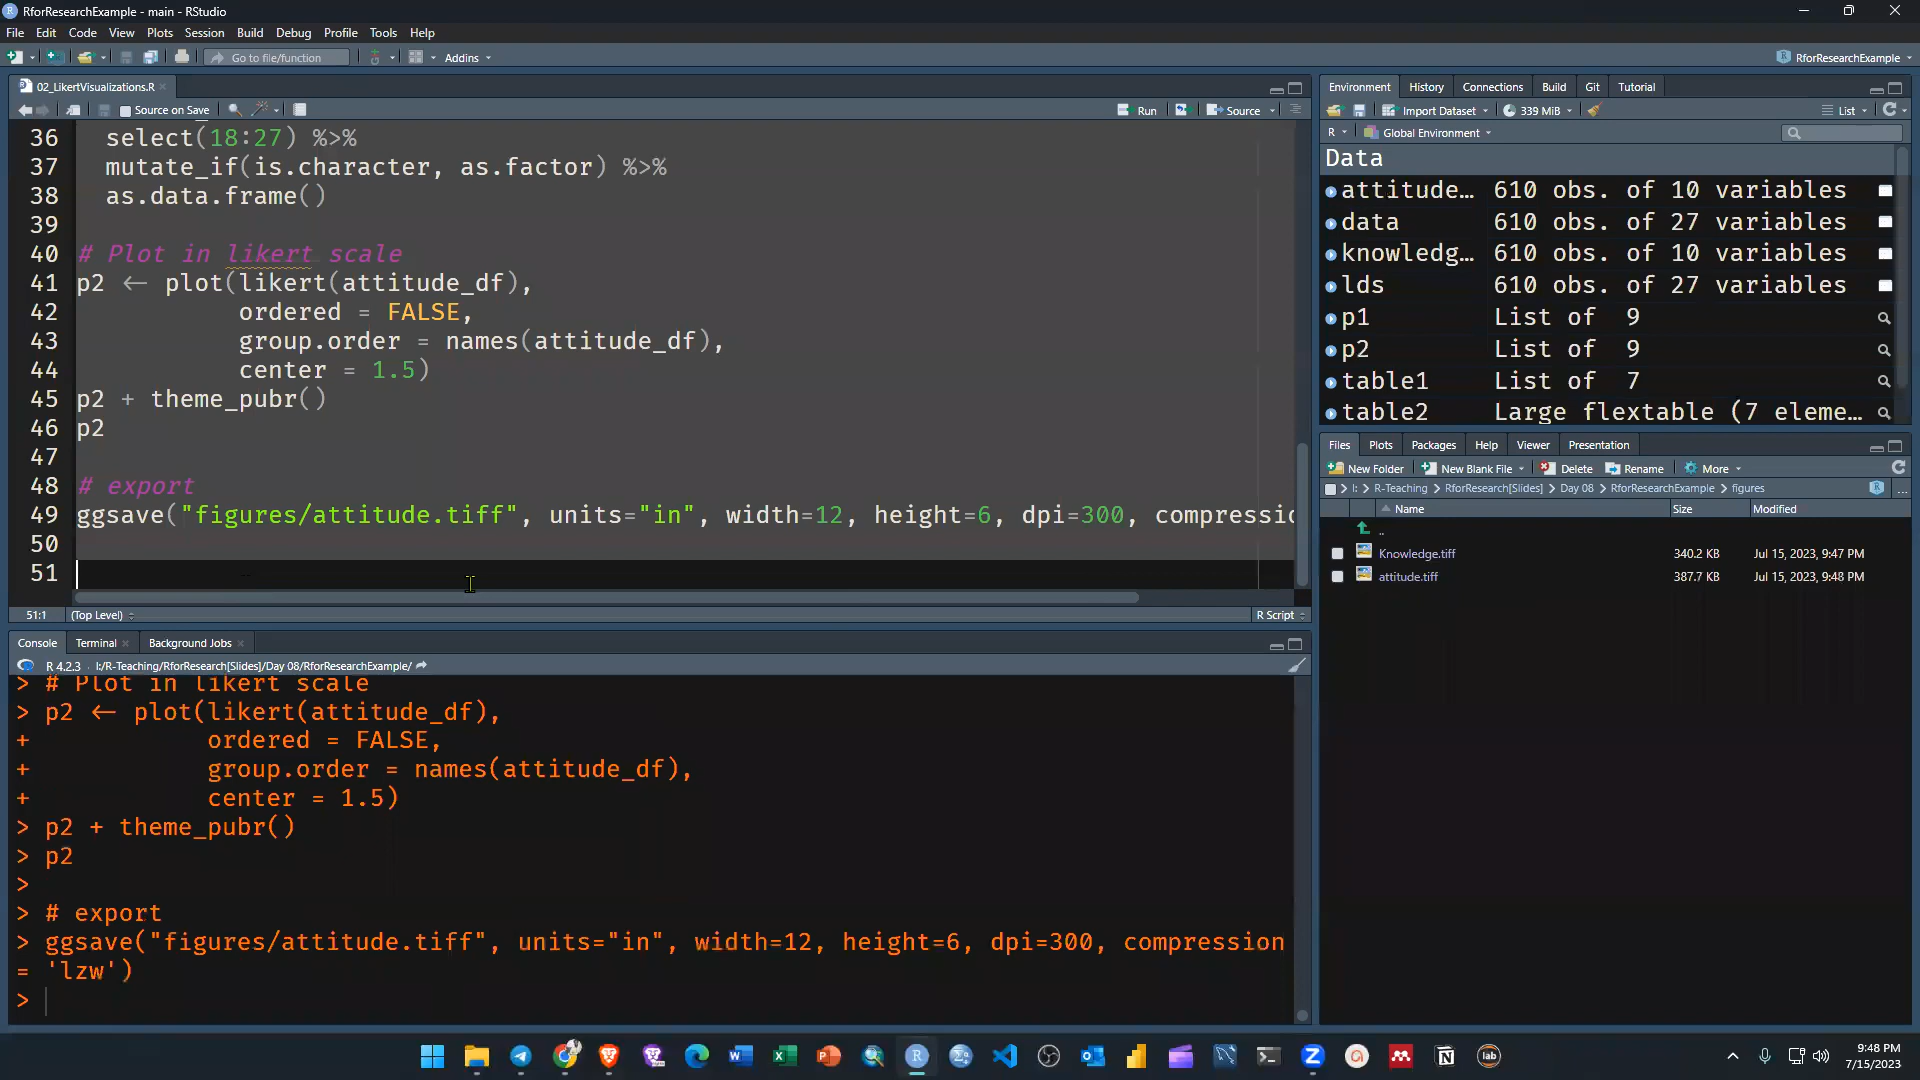 RforResearchExample - main - RStudio
File Edit Code View Plots Session Build Debug Profile Tools Help
Go to file/function
Addins
RforResearchExample
02_LikertVisualizations.R
Source on Save
Run
Source
36 select(18:27) %>%
37 mutate_if(is.character, as.factor) %>%
38 as.data.frame()
39
40 # Plot in likert scale
41 p2 <- plot(likert(attitude_df),
42 ordered = FALSE,
43 group.order = names(attitude_df),
44 center = 1.5)
45 p2 + theme_pubr()
46 p2
47
48 # export
49 ggsave("figures/attitude.tiff", units="in", width=12, height=6, dpi=300, compressio
50
51
51:1 (Top Level) R Script
Console Terminal Background Jobs
R 4.2.3 · I:/R-Teaching/RforResearch[Slides]/Day 08/RforResearchExample/
> # Plot in likert scale
> p2 <- plot(likert(attitude_df),
+ ordered = FALSE,
+ group.order = names(attitude_df),
+ center = 1.5)
> p2 + theme_pubr()
> p2
>
> # export
> ggsave("figures/attitude.tiff", units="in", width=12, height=6, dpi=300, compression
= 'lzw')
>
Environment History Connections Build Git Tutorial
Import Dataset 339 MiB List
R Global Environment
Data
attitude… 610 obs. of 10 variables
data 610 obs. of 27 variables
knowledg… 610 obs. of 10 variables
lds 610 obs. of 27 variables
p1 List of 9
p2 List of 9
table1 List of 7
table2 Large flextable (7 eleme…
Files Plots Packages Help Viewer Presentation
New Folder New Blank File Delete Rename More
I: > R-Teaching > RforResearch[Slides] > Day 08 > RforResearchExample > figures ...
Name Size Modified
..
Knowledge.tiff 340.2 KB Jul 15, 2023, 9:47 PM
attitude.tiff 387.7 KB Jul 15, 2023, 9:48 PM
lab
9:48 PM
7/15/2023